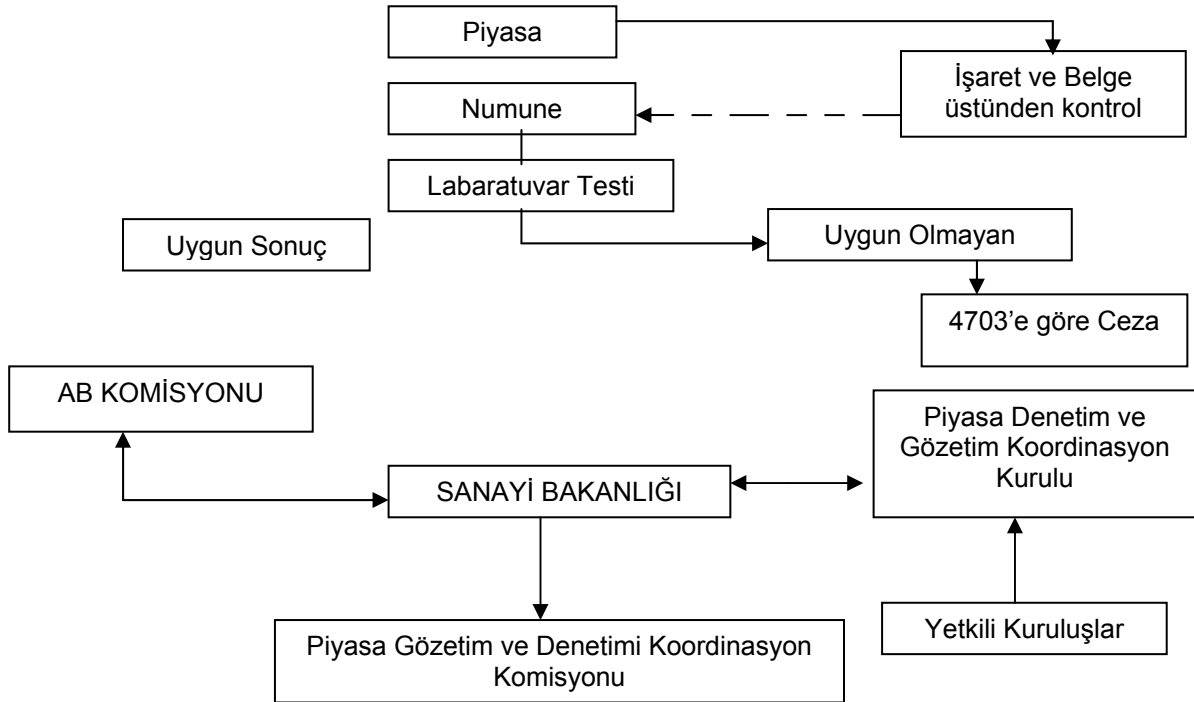 Piyasa
İşaret ve Belge
üstünden kontrol
Numune
Labaratuvar Testi
Uygun Sonuç
Uygun Olmayan
4703’e göre Ceza
AB KOMİSYONU
Piyasa Denetim ve
Gözetim Koordinasyon
Kurulu
SANAYİ BAKANLIĞI
Yetkili Kuruluşlar
Piyasa Gözetim ve Denetimi Koordinasyon
Komisyonu